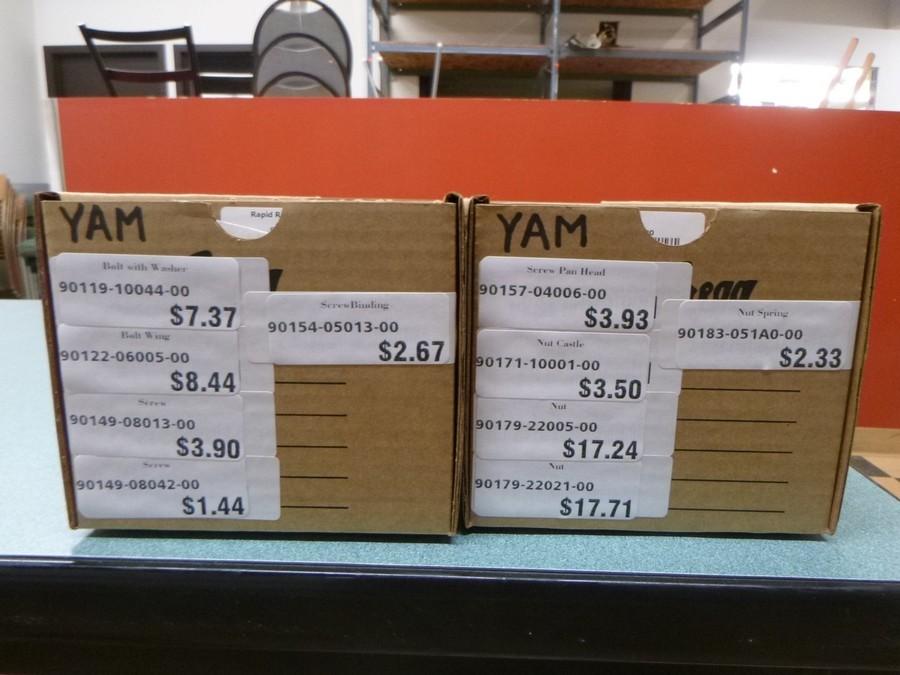 YAM
Rapid R
Bolt with Washer
90119-10044-00
$7.37
Bolt Wing
90122-06005-00
$8.44
Screw
90149-08013-00
$3.90
Screw
90149-08042-00
$1.44
ScrewBinding
90154-05013-00
$2.67
YAM
Screw Pan Head
90157-04006-00
$3.93
Nut Castle
90171-10001-00
$3.50
Nut
90179-22005-00
$17.24
Nut
90179-22021-00
$17.71
Nut Spring
90183-051A0-00
$2.33